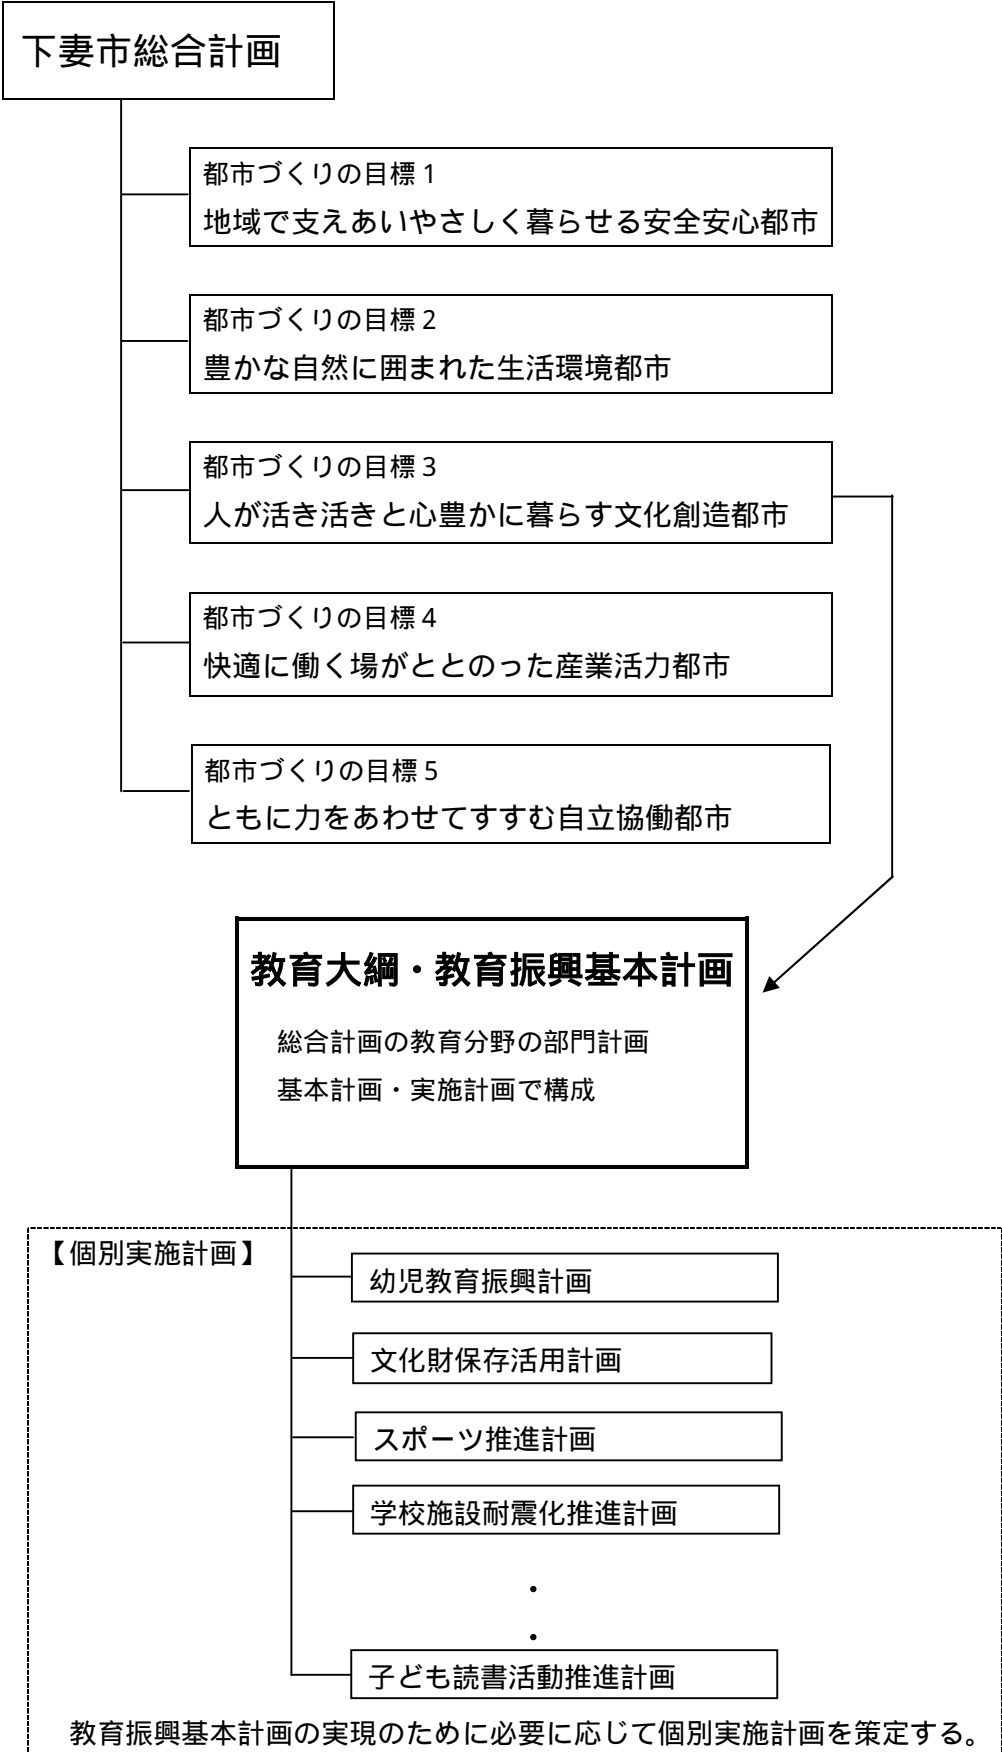 下妻市総合計画
都市づくりの目標1
地域で支えあいやさしく暮らせる安全安心都市
都市づくりの目標2
豊かな自然に囲まれた生活環境都市
都市づくりの目標3
人が活き活きと心豊かに暮らす文化創造都市
都市づくりの目標4
快適に働く場がととのった産業活力都市
都市づくりの目標5
ともに力をあわせてすすむ自立協働都市
教育大綱・教育振興基本計画
総合計画の教育分野の部門計画
基本計画・実施計画で構成
【個別実施計画】
幼児教育振興計画
文化財保存活用計画
スポーツ推進計画
学校施設耐震化推進計画
・
・
子ども読書活動推進計画
教育振興基本計画の実現のために必要に応じて個別実施計画を策定する。